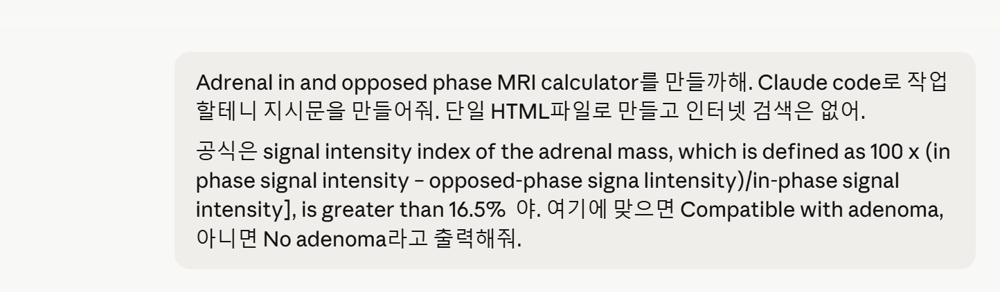 Adrenal in and opposed phase MRI calculator를 만들까해. Claude code로 작업
할테니 지시문을 만들어줘. 단일 HTML파일로 만들고 인터넷 검색은 없어.
공식은 signal intensity index of the adrenal mass, which is defined as 100 x (in
phase signal intensity – opposed-phase signa lintensity)/in-phase signal
intensity], is greater than 16.5%  야. 여기에 맞으면 Compatible with adenoma,
아니면 No adenoma라고 출력해줘.